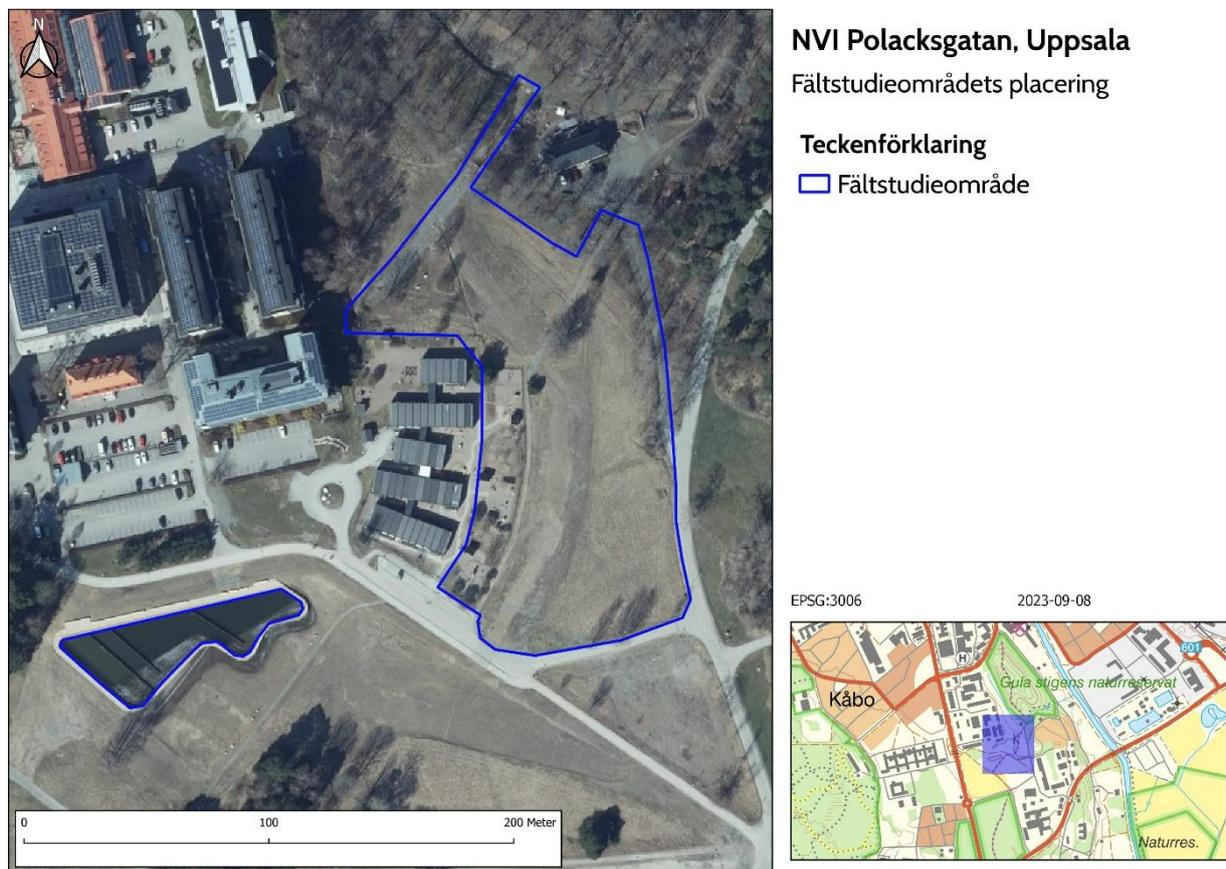 N
NVI Polacksgatan, Uppsala
Fältstudieområdets placering
Teckenförklaring
Fältstudieområde
EPSG:3006
2023-09-08
601
H
Gula stigens naturreservat
Kåbo
Naturres.
0
100
200 Meter